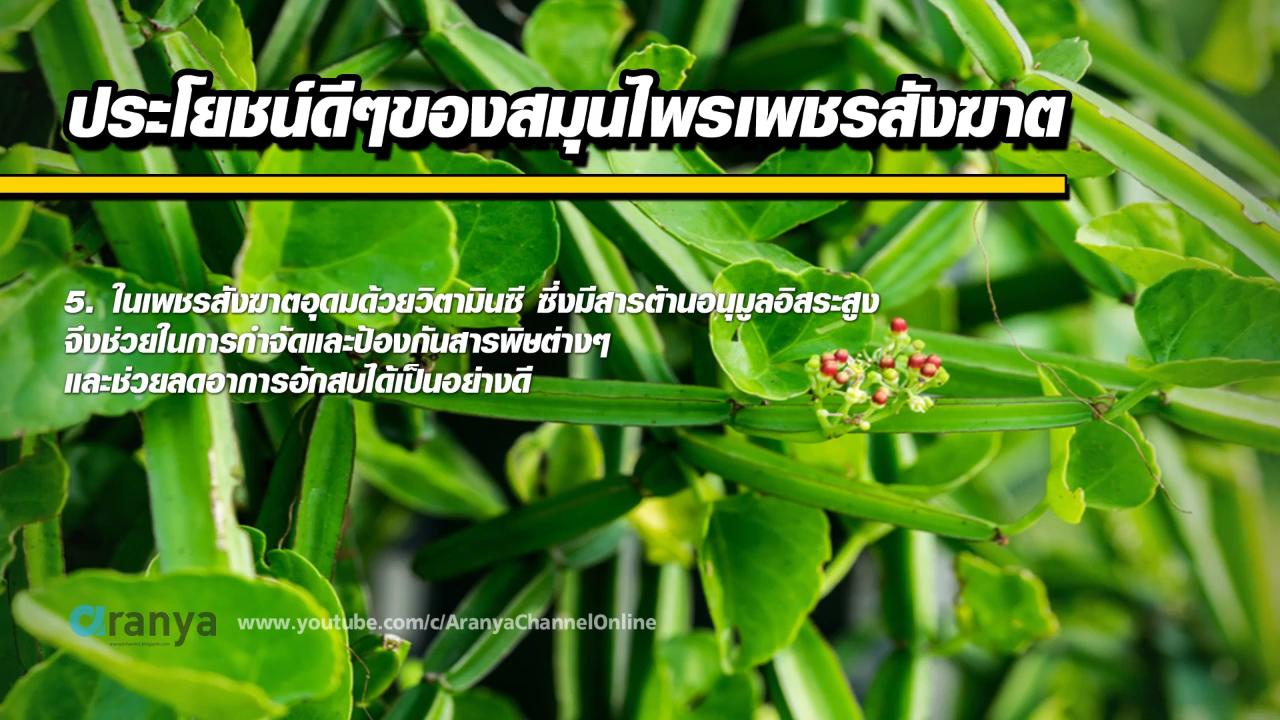 ประโยชน์ดีๆของสมุนไพรเพชรสังฆาต
5. ในเพชรสังฆาตอุดมด้วยวิตามินซี ซึ่งมีสารต้านอนุมูลอิสระสูง
จึงช่วยในการกำจัดและป้องกันสารพิษต่างๆ
และช่วยลดอาการอักสบได้เป็นอย่างดี
aranya www.youtube.com/c/AranyaChannelOnline